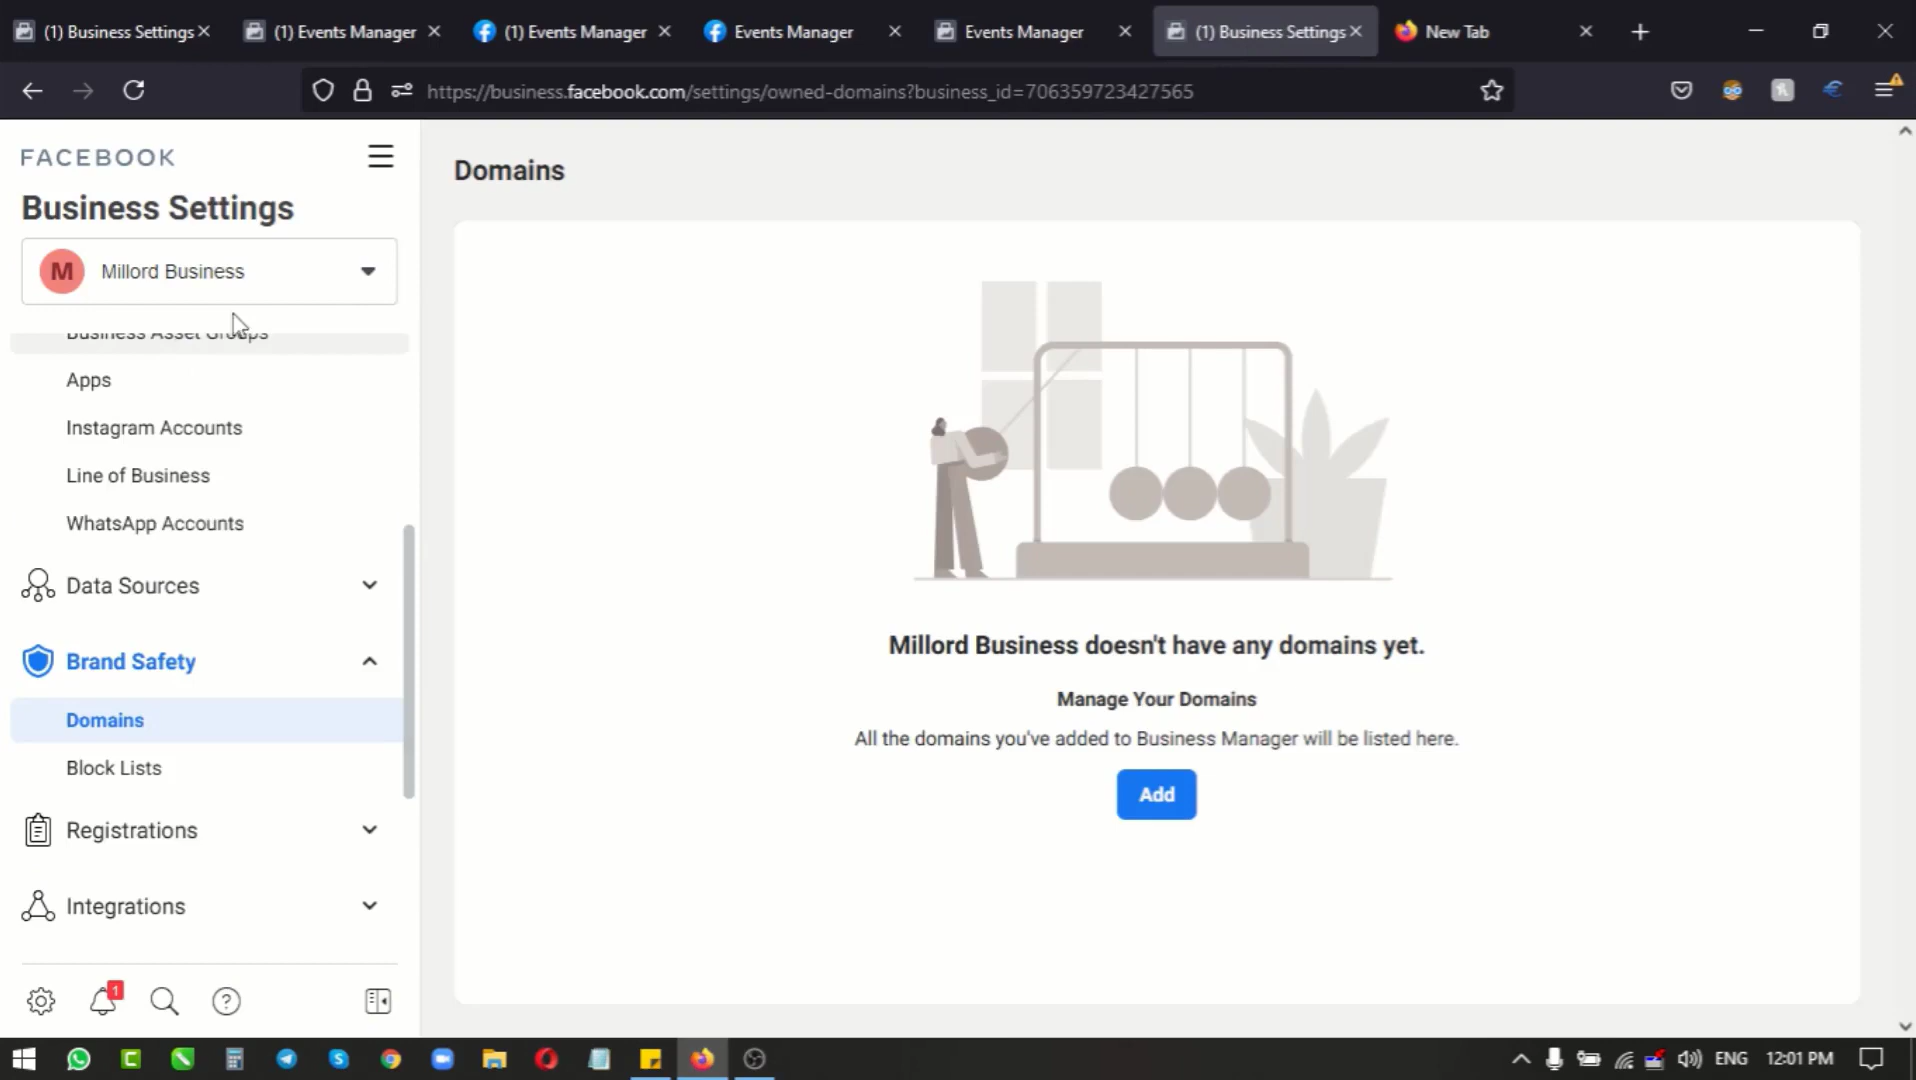 (1) Business Settings
(1) Events Manager
(1) Events Manager
Events Manager
Events Manager
(1) Business Settings
New Tab
https://business.facebook.com/settings/owned-domains?business_id=706359723427565
FACEBOOK
Business Settings
M
Millord Business
Business Asset Groups
Apps
Instagram Accounts
Line of Business
WhatsApp Accounts
Data Sources
Brand Safety
Domains
Block Lists
Registrations
Integrations
1
Domains
Millord Business doesn't have any domains yet.
Manage Your Domains
All the domains you've added to Business Manager will be listed here.
Add
ENG
12:01 PM